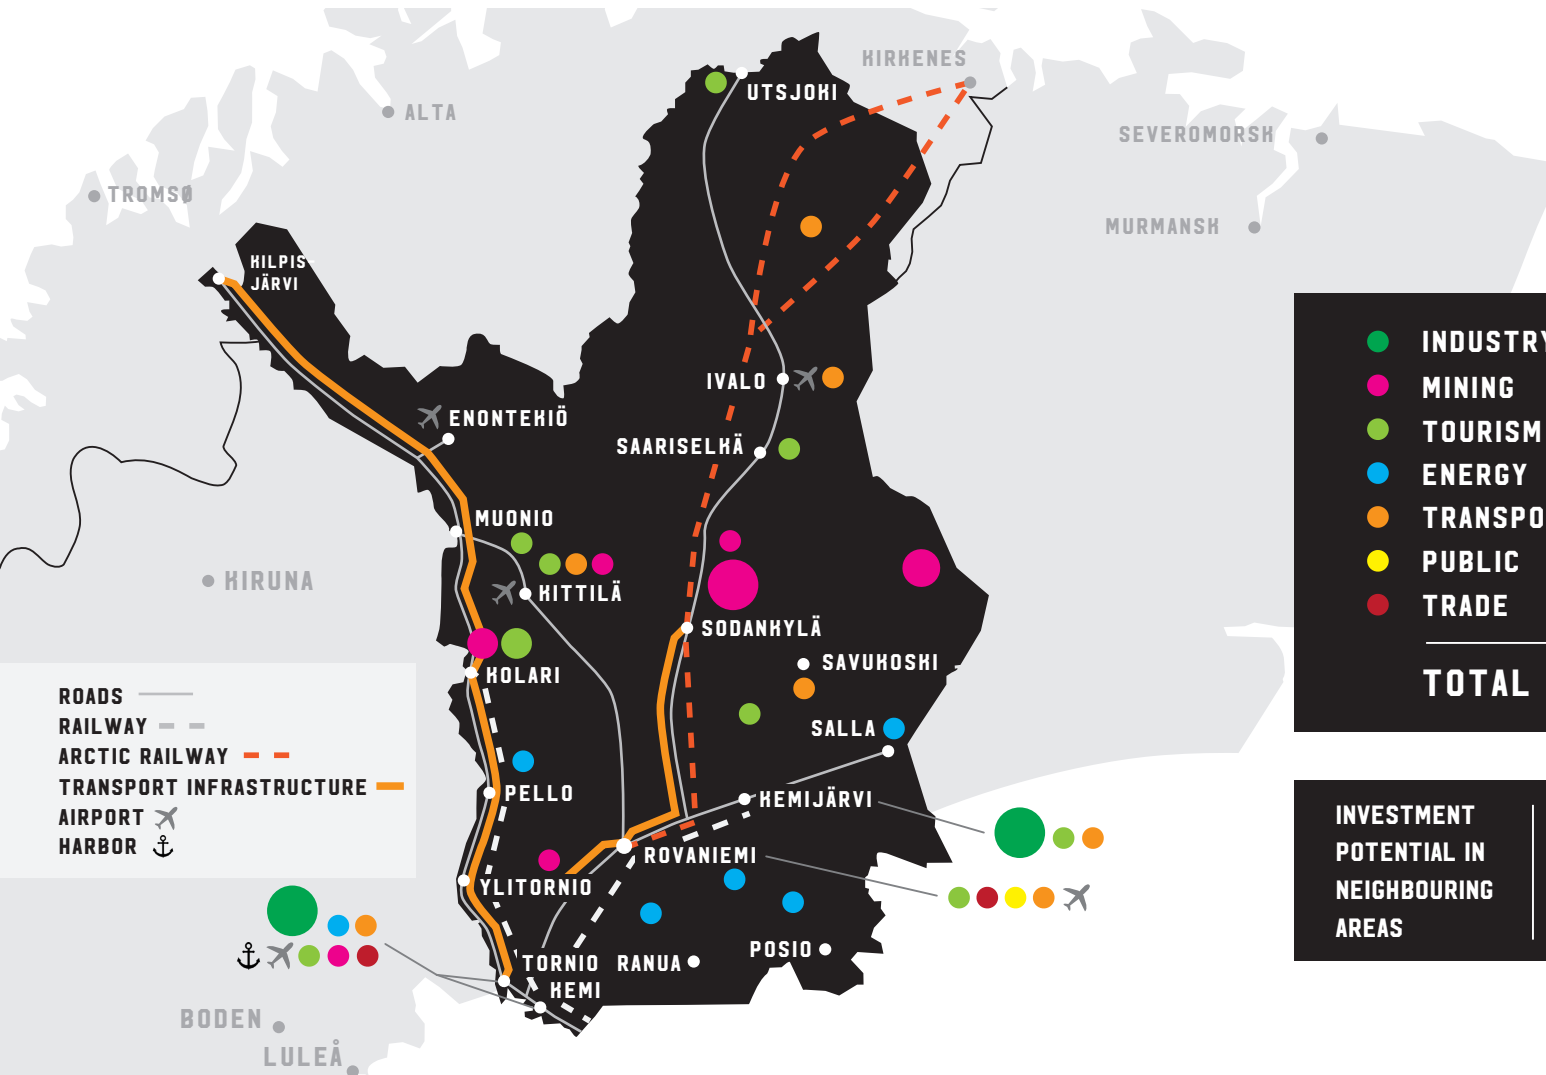 KIRKENES
UTSJOKI
ALTA
SEVEROMORSK
TROMSØ
MURMANSK
KILPIS-
JÄRVI
IVALO
ENONTEKIÖ
SAARISELKÄ
MUONIO
KIRUNA
KITTILÄ
SODANKYLÄ
SAVUKOSKI
KOLARI
SALLA
PELLO
KEMIJÄRVI
ROVANIEMI
YLITORNIO
POSIO
TORNIO
RANUA
KEMI
BODEN
LULEÅ
ROADS
RAILWAY
ARCTIC RAILWAY
TRANSPORT INFRASTRUCTURE
AIRPORT
HARBOR
INDUSTRY
MINING
TOURISM
ENERGY
TRANSPO
PUBLIC
TRADE
TOTAL
INVESTMENT
POTENTIAL IN
NEIGHBOURING
AREAS